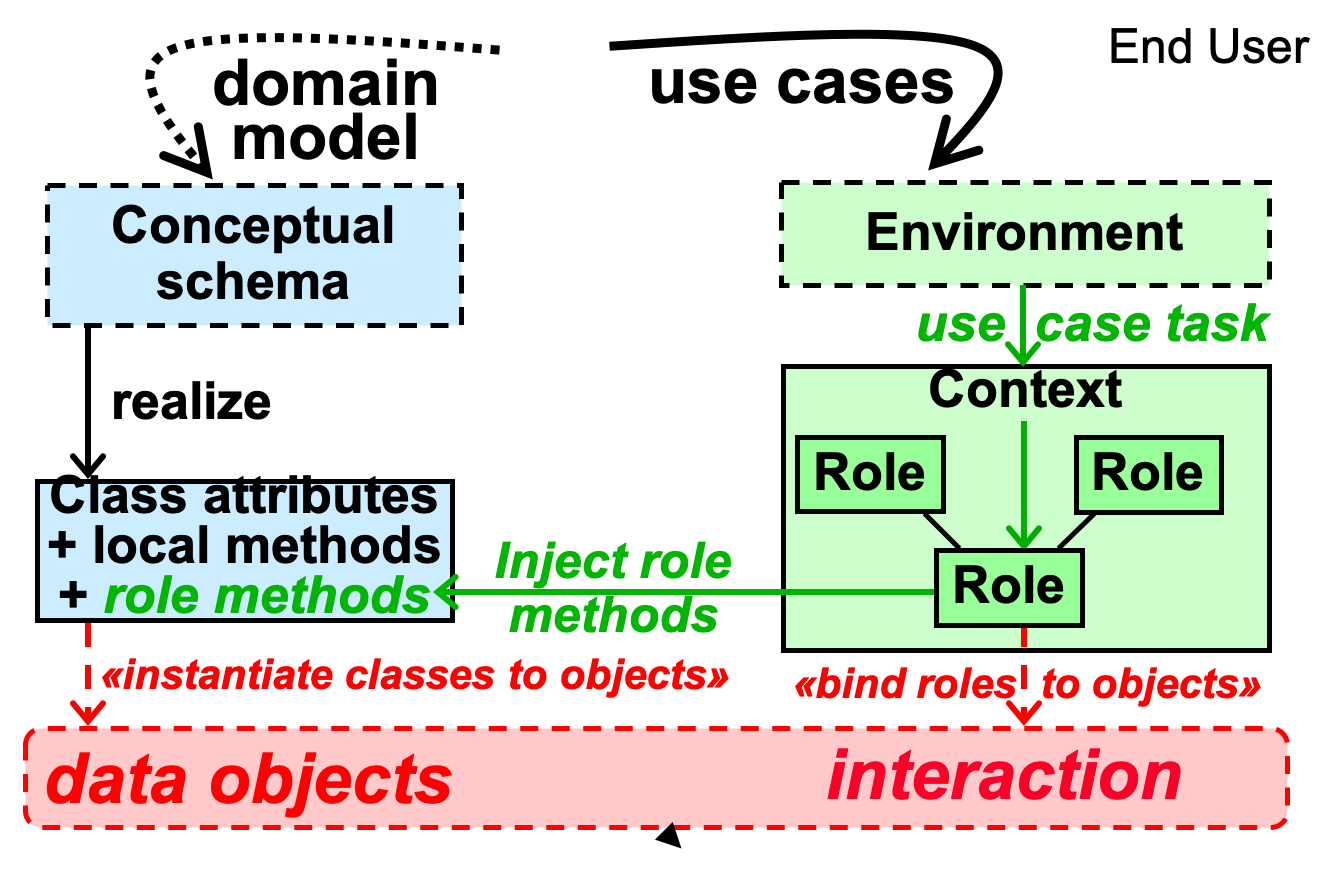 End User
domain
model
use cases
Conceptual
schema
Environment
use case task
realize
Context
Role
Role
Role
Class attributes
+ local methods
+ role methods
Inject role
methods
«instantiate classes to objects»
«bind roles to objects»
data objects
interaction